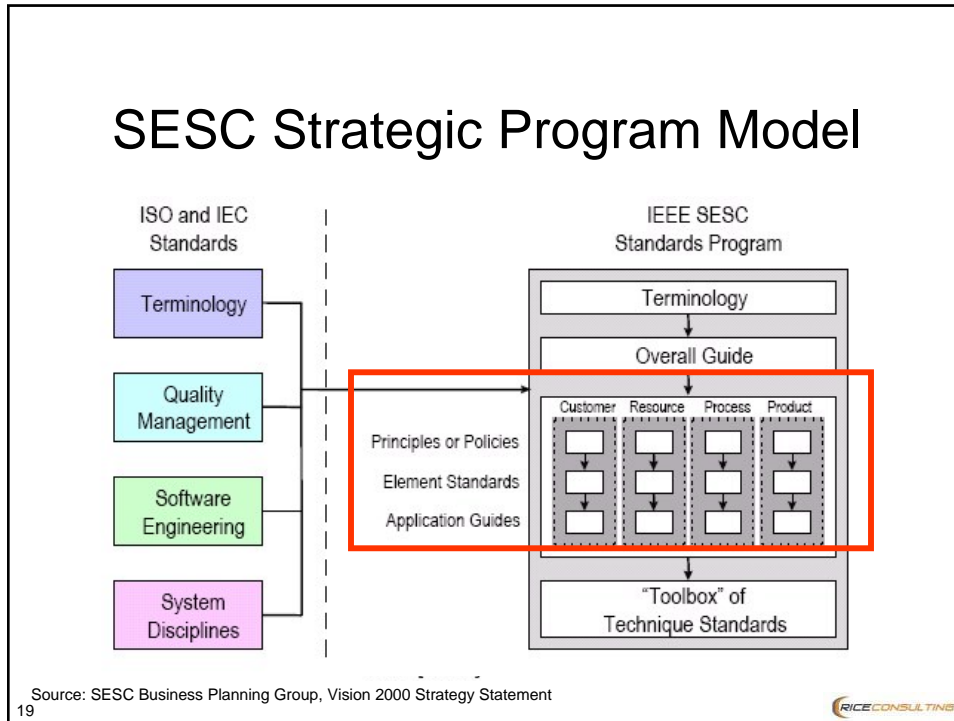 SESC Strategic Program Model
ISO and IEC
Standards
Terminology
Quality
Management
Software
Engineering
System
Disciplines
IEEE SESC
Standards Program
Terminology
Overall Guide
Customer Resource Process Product
Principles or Policies
Element Standards
Application Guides
"Toolbox" of
Technique Standards
Source: SESC Business Planning Group, Vision 2000 Strategy Statement
19
RICECONSULTING